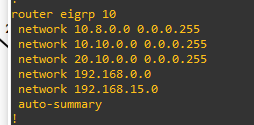 !
router eigrp 10
network 10.8.0.0 0.0.0.255
network 10.10.0.0 0.0.0.255
network 20.10.0.0 0.0.0.255
network 192.168.0.0
network 192.168.15.0
auto-summary
!